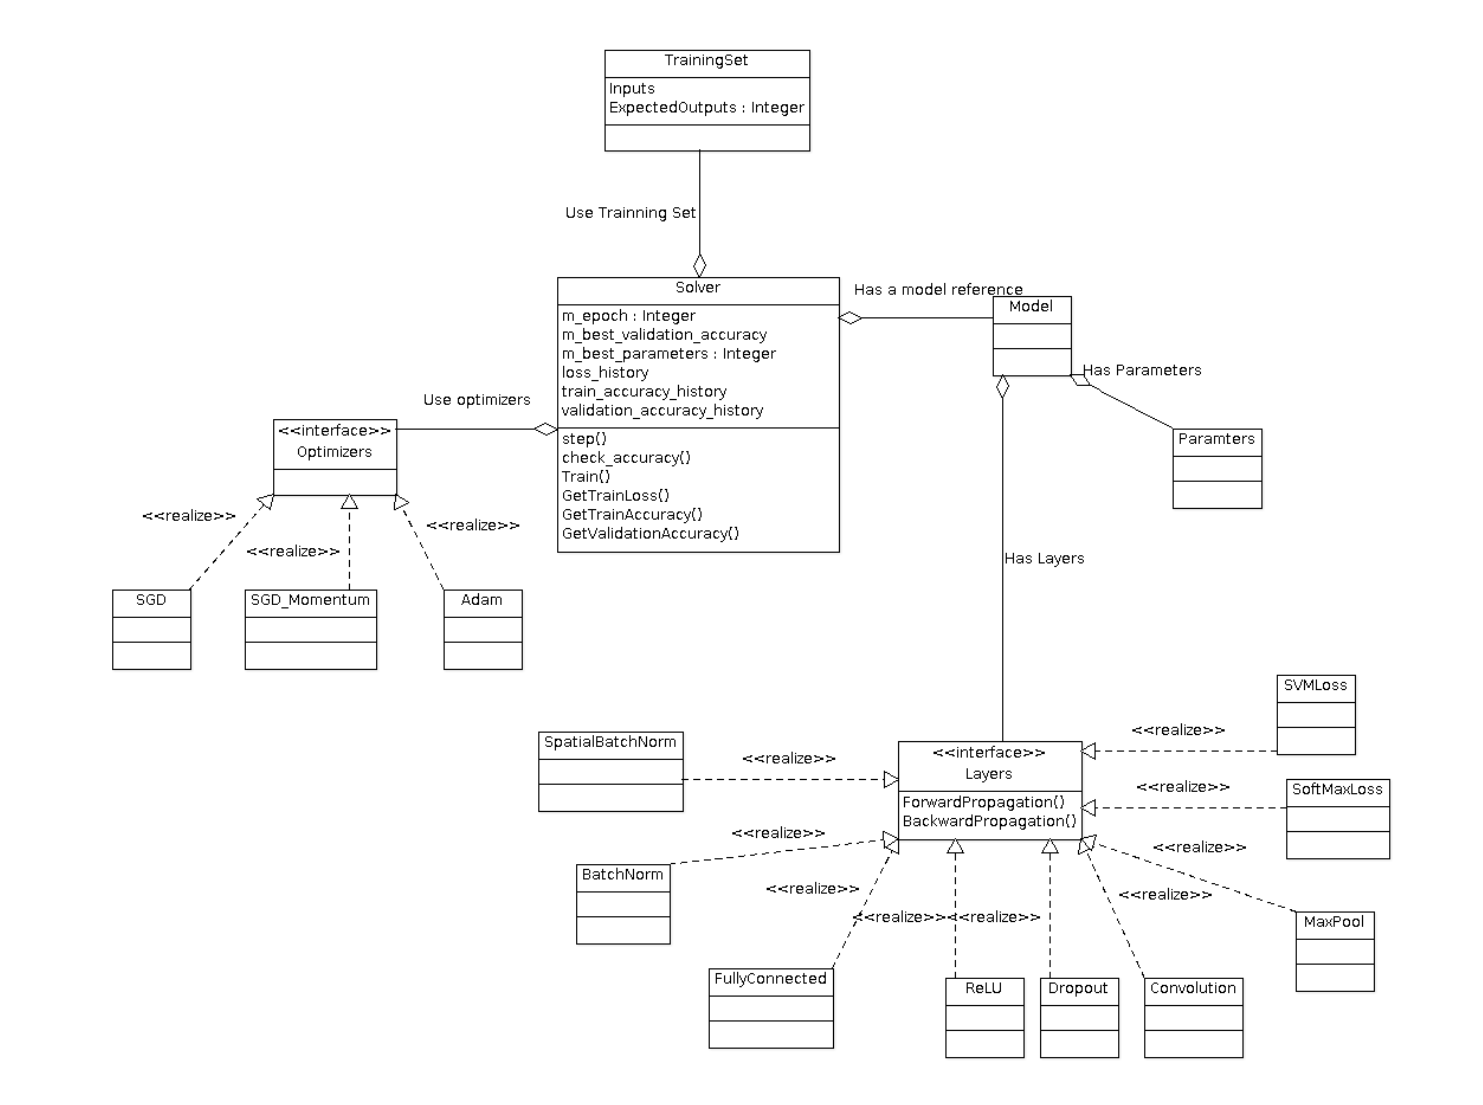 TrainingSet
Inputs
ExpectedOutputs : Integer
Use Trainning Set
Solver
m_epoch : Integer
m_best_validation_accuracy
m_best_parameters : Integer
loss_history
train_accuracy_history
validation_accuracy_history
step()
check_accuracy()
Train()
GetTrainLoss()
GetTrainAccuracy()
GetValidationAccuracy()
Has a model reference
Model
Has Parameters
Paramters
Use optimizers
<<interface>>
Optimizers
<<realize>>
<<realize>>
<<realize>>
SGD
SGD_Momentum
Adam
Has Layers
SVMLoss
<<realize>>
SpatialBatchNorm
<<realize>>
<<interface>>
Layers
ForwardPropagation()
BackwardPropagation()
<<realize>>
SoftMaxLoss
<<realize>>
BatchNorm
<<realize>>
<<realize>>
<<realize>>
<<realize>>
<<realize>>
MaxPool
FullyConnected
ReLU
Dropout
Convolution